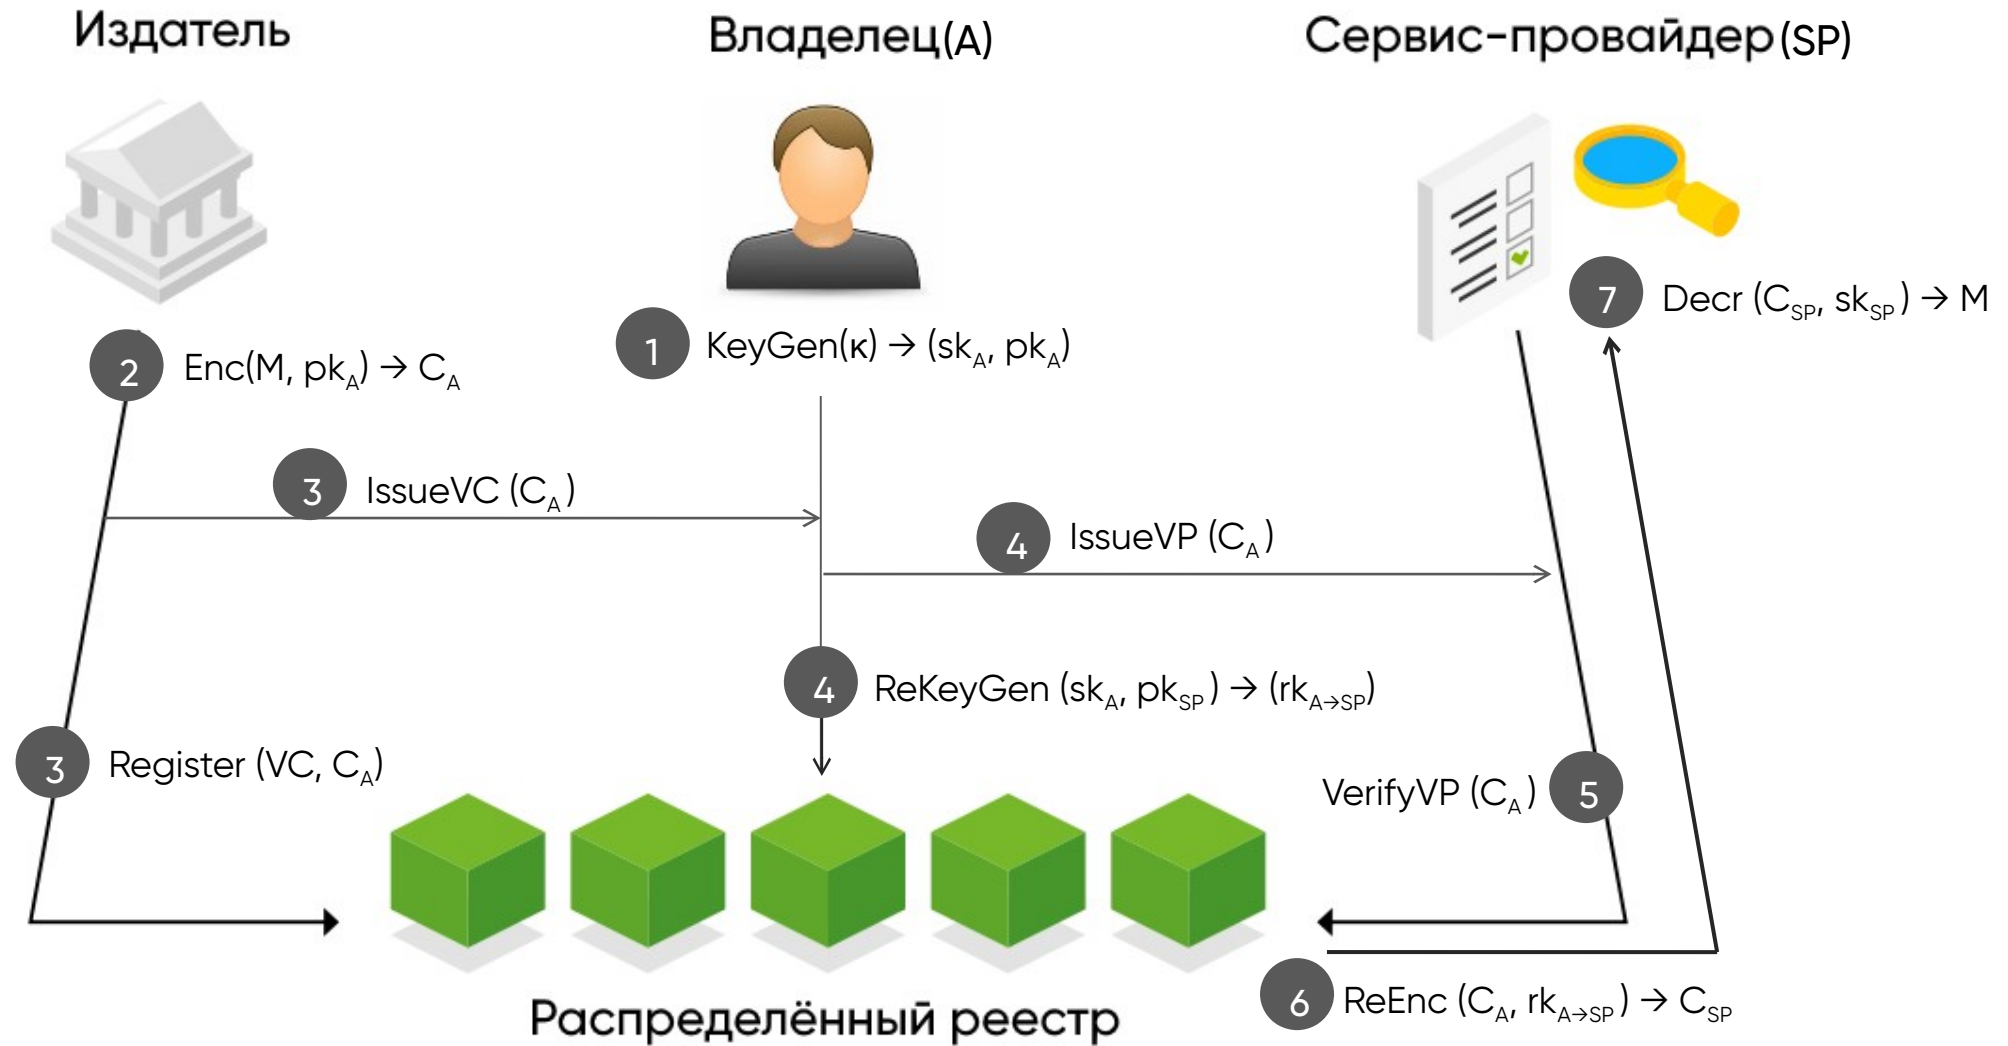 Издатель
Владелец(A)
Сервис-провайдер(SP)
7 Decr (C_SP, sk_SP) → M
1 KeyGen(κ) → (sk_A, pk_A)
2 Enc(M, pk_A) → C_A
3 IssueVC (C_A)
4 IssueVP (C_A)
4 ReKeyGen (sk_A, pk_SP) → (rk_A→SP)
3 Register (VC, C_A)
VerifyVP (C_A) 5
6 ReEnc (C_A, rk_A→SP) → C_SP
Распределённый реестр